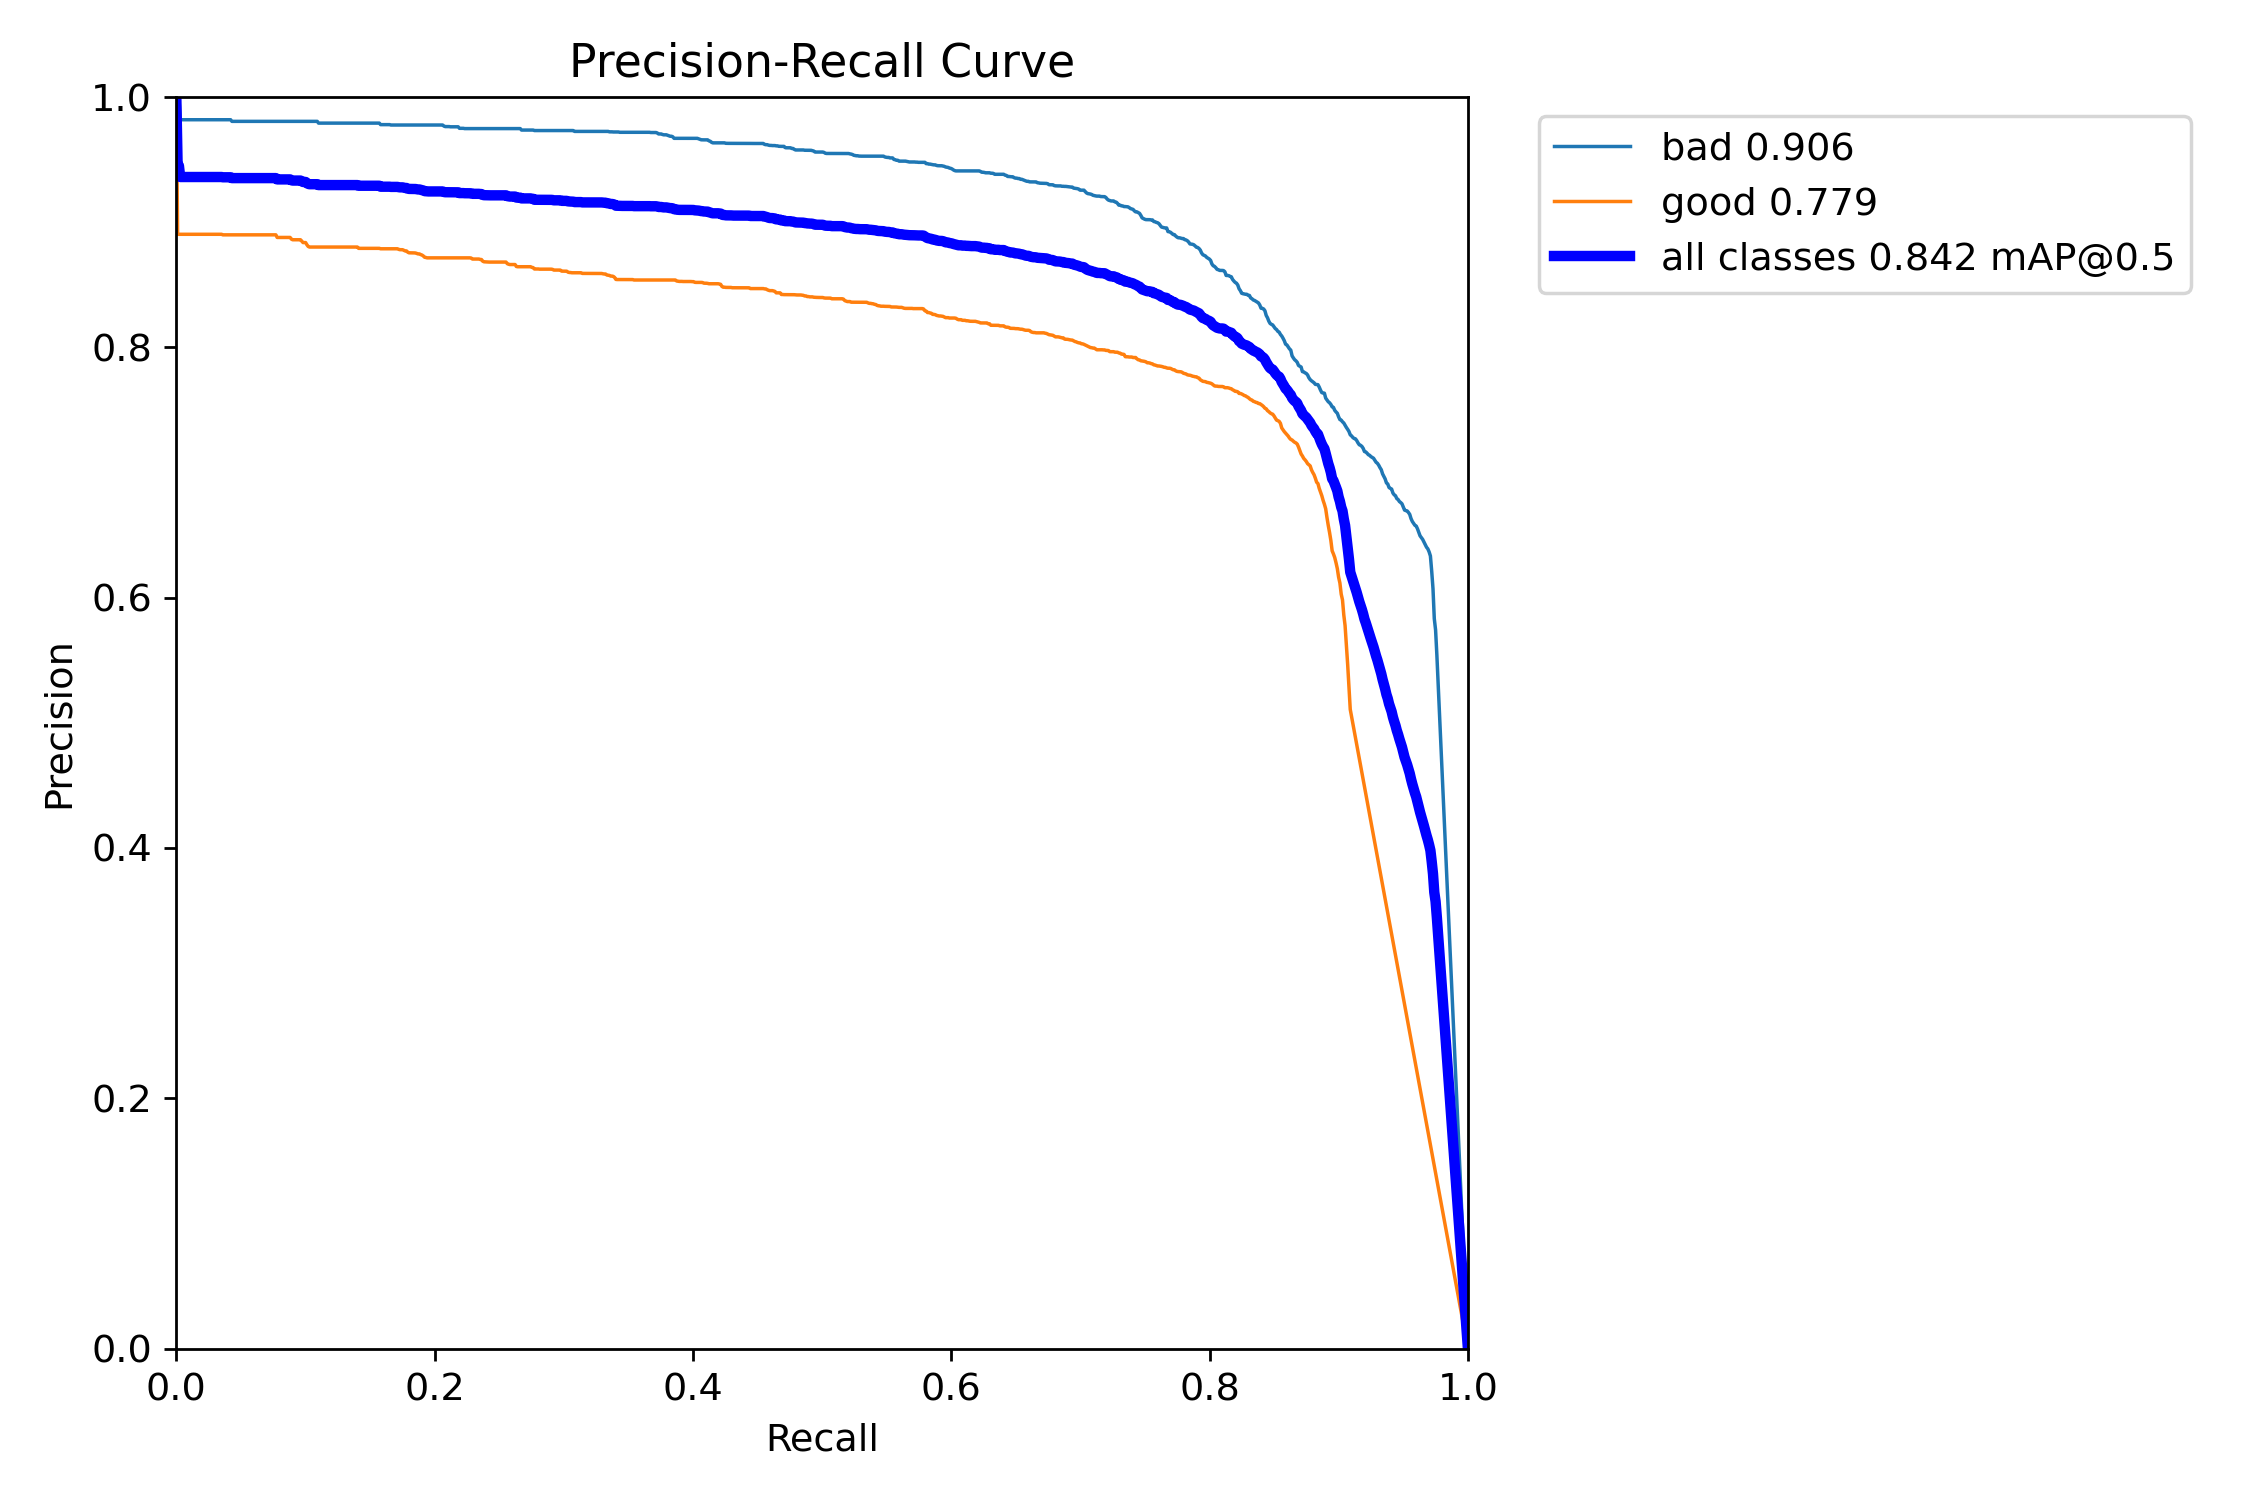 Precision-Recall Curve
1.0
0.8
0.6
0.4
0.2
0.0
Precision
0.0 0.2 0.4 0.6 0.8 1.0
Recall
bad 0.906
good 0.779
all classes 0.842 mAP@0.5